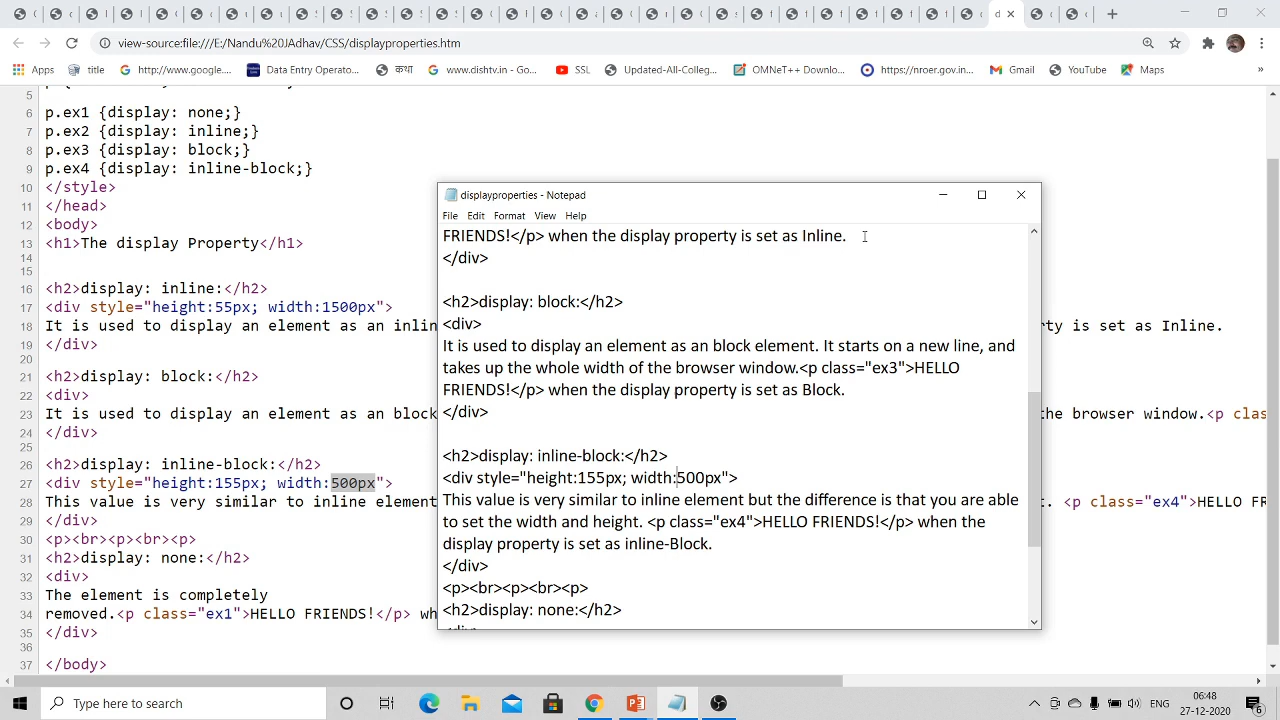 view-source:file:///E:/Nandu%20JAdhav/CSS/displayproperties.htm
Apps title http://www.google.... Data Entry Operato... कथा www.dishtv.in - Go... SSL Updated-All-Colleg... OMNeT++ Downlo... https://nroer.gov.in... Gmail YouTube Maps »
5
6 p.ex1 {display: none;}
7 p.ex2 {display: inline;}
8 p.ex3 {display: block;}
9 p.ex4 {display: inline-block;}
10 </style>
11 </head>
12 <body>
13 <h1>The display Property</h1>
14
15
16 <h2>display: inline:</h2>
17 <div style="height:55px; width:1500px">
18 It is used to display an element as an inlin
rty is set as Inline.
19 </div>
20
21 <h2>display: block:</h2>
22 <div>
23 It is used to display an element as an block
the browser window.<p clas
24 </div>
25
26 <h2>display: inline-block:</h2>
27 <div style="height:155px; width:500px">
28 This value is very similar to inline element
t. <p class="ex4">HELLO FR
29 </div>
30 <p><br><p><br><p>
31 <h2>display: none:</h2>
32 <div>
33 The element is completely
34 removed.<p class="ex1">HELLO FRIENDS!</p> wh
35 </div>
36
37 </body>
displayproperties - Notepad
File Edit Format View Help
FRIENDS!</p> when the display property is set as Inline.
</div>
<h2>display: block:</h2>
<div>
It is used to display an element as an block element. It starts on a new line, and
takes up the whole width of the browser window.<p class="ex3">HELLO
FRIENDS!</p> when the display property is set as Block.
</div>
<h2>display: inline-block:</h2>
<div style="height:155px; width:500px">
This value is very similar to inline element but the difference is that you are able
to set the width and height. <p class="ex4">HELLO FRIENDS!</p> when the
display property is set as inline-Block.
</div>
<p><br><p><br><p>
<h2>display: none:</h2>
Type here to search
ENG
06:48
27-12-2020
6